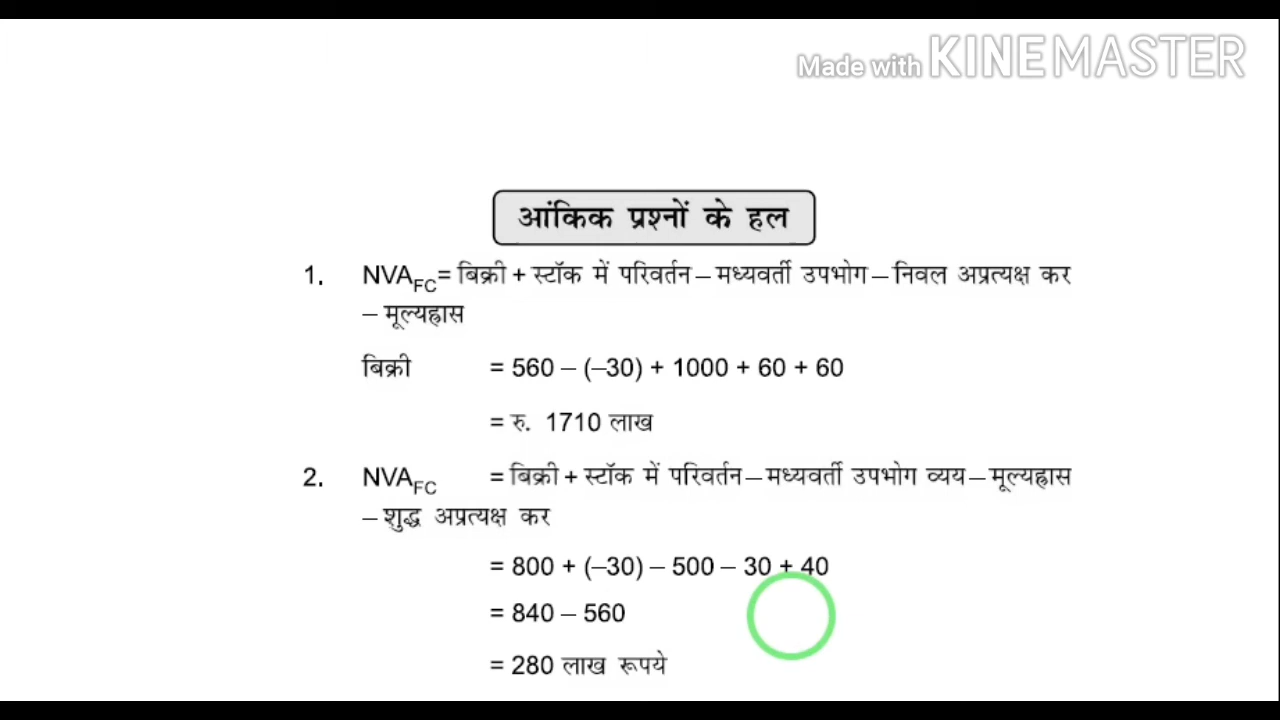 Made with KINEMASTER
आंकिक प्रश्नों के हल
1. NVAFC= बिक्री + स्टॉक में परिवर्तन – मध्यवर्ती उपभोग – निवल अप्रत्यक्ष कर
– मूल्यह्रास
बिक्री = 560 – (–30) + 1000 + 60 + 60
= रु. 1710 लाख
2. NVAFC = बिक्री + स्टॉक में परिवर्तन – मध्यवर्ती उपभोग व्यय – मूल्यह्रास
– शुद्ध अप्रत्यक्ष कर
= 800 + (–30) – 500 – 30 + 40
= 840 – 560
= 280 लाख रूपये